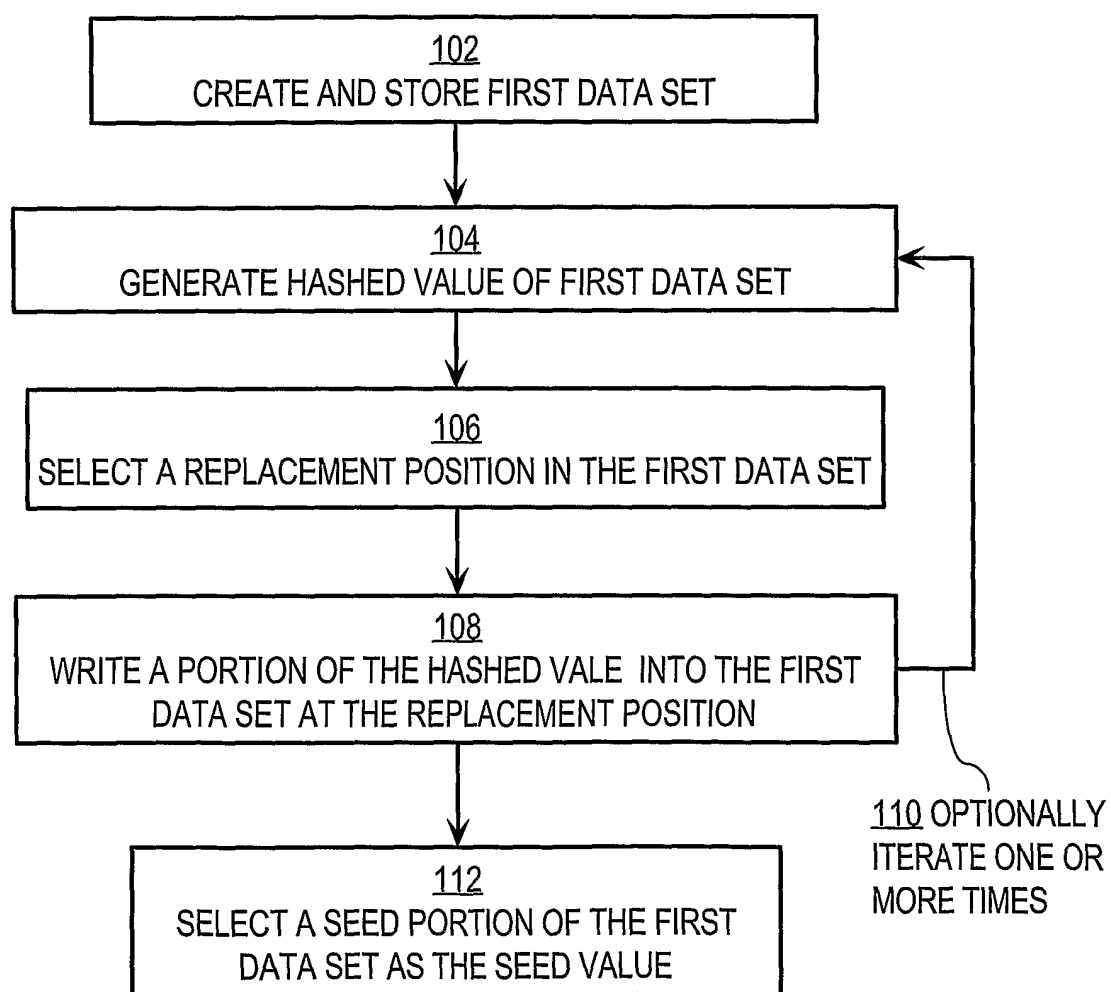 102
CREATE AND STORE FIRST DATA SET
104
GENERATE HASHED VALUE OF FIRST DATA SET
106
SELECT A REPLACEMENT POSITION IN THE FIRST DATA SET
108
WRITE A PORTION OF THE HASHED VALE INTO THE FIRST
DATA SET AT THE REPLACEMENT POSITION
110 OPTIONALLY
ITERATE ONE OR
MORE TIMES
112
SELECT A SEED PORTION OF THE FIRST
DATA SET AS THE SEED VALUE